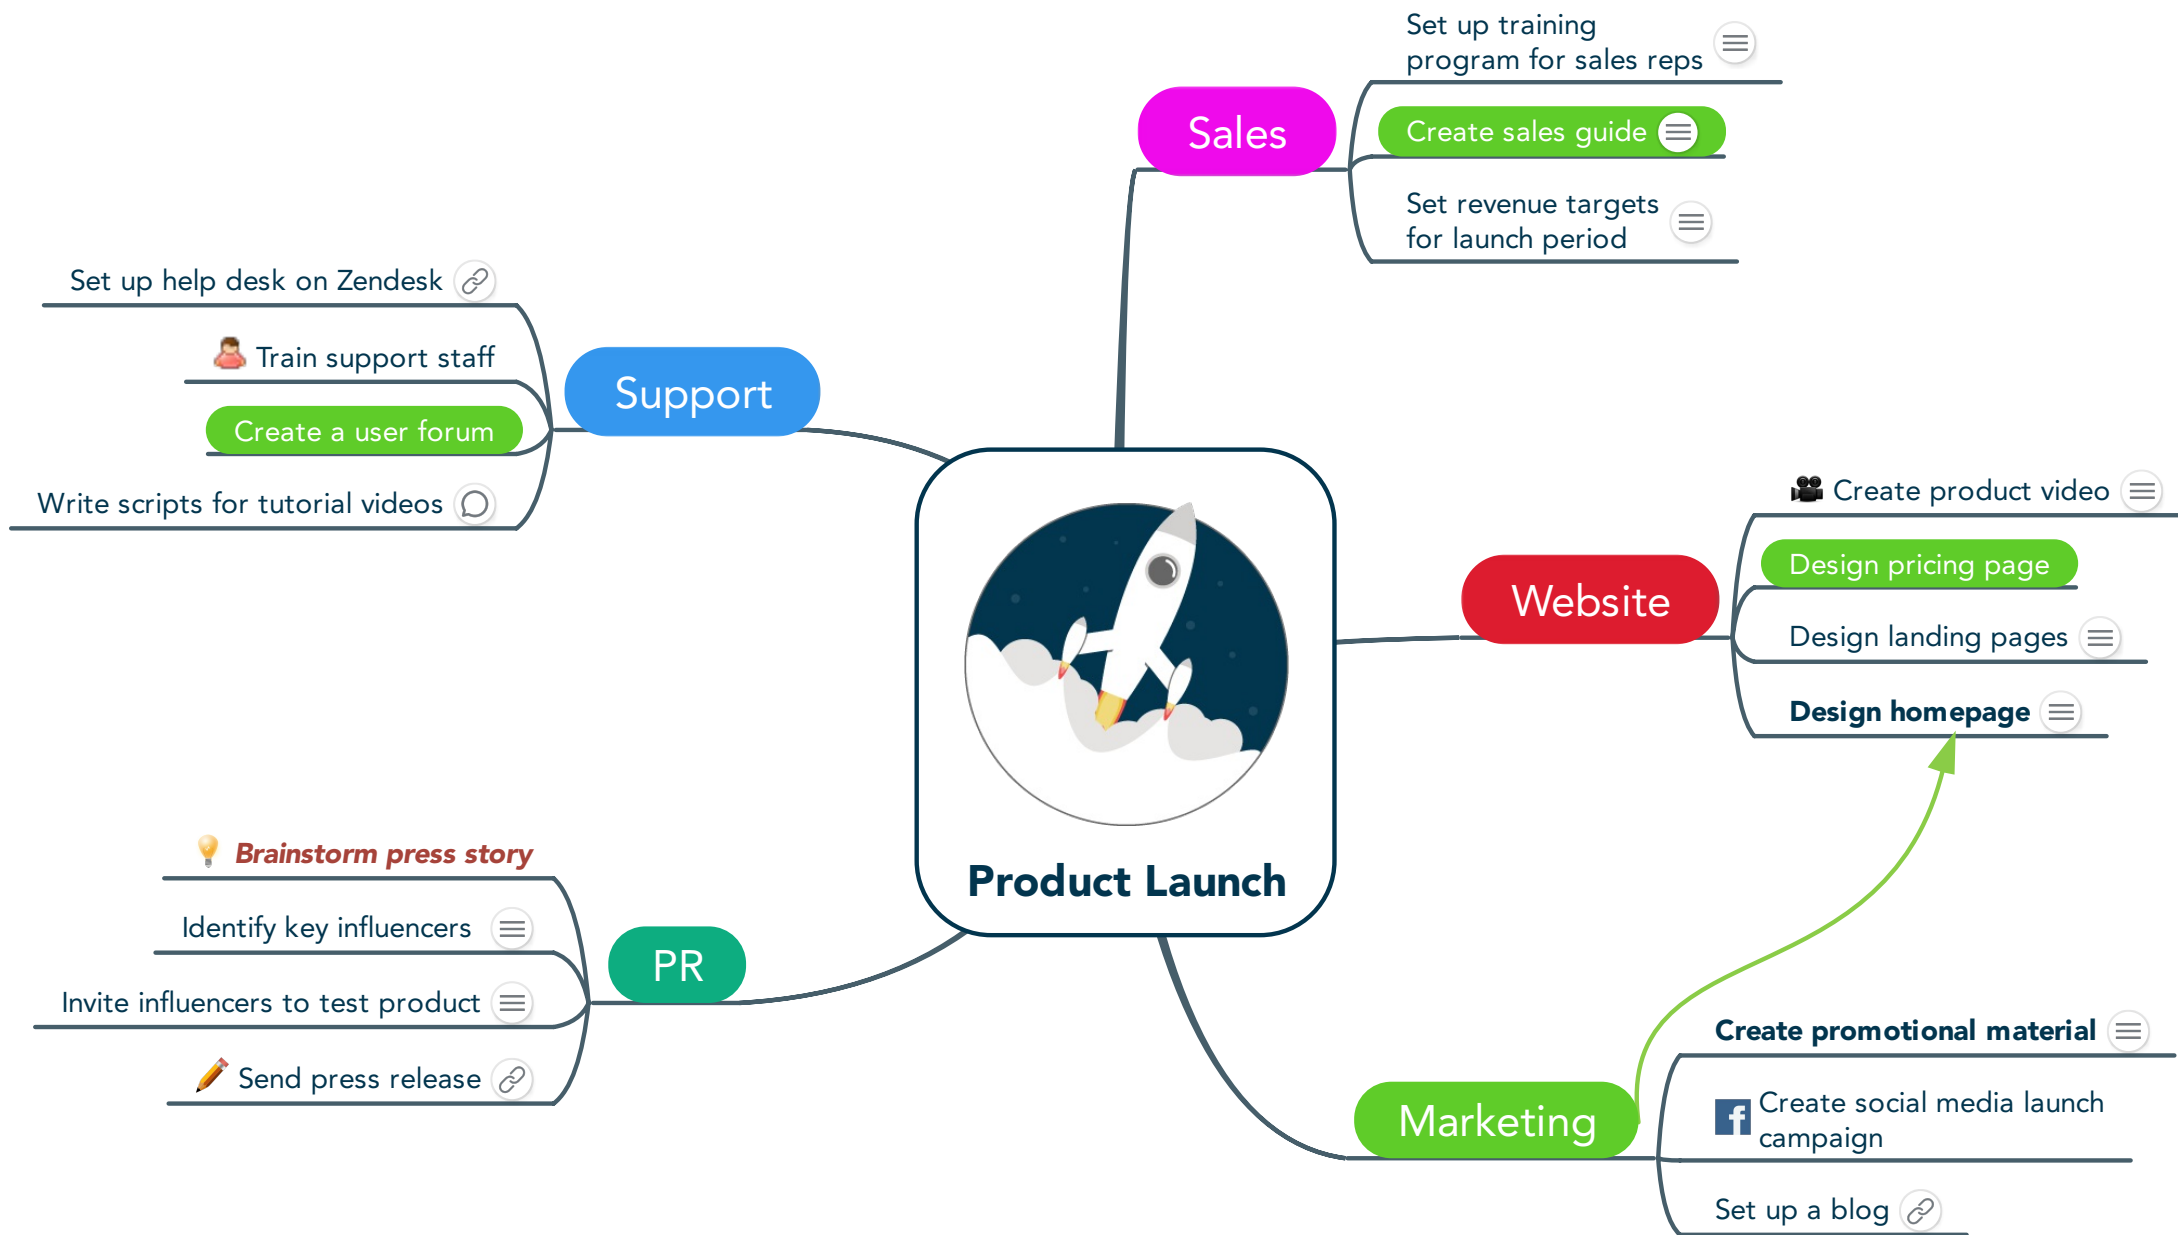 Set up training
program for sales reps
Sales
Create sales guide
Set revenue targets
for launch period
Set up help desk on Zendesk
Train support staff
Support
Create a user forum
Write scripts for tutorial videos
Create product video
Design pricing page
Website
Design landing pages
Design homepage
Product Launch
Brainstorm press story
Identify key influencers
PR
Invite influencers to test product
Send press release
Create promotional material
Marketing
f
Create social media launch
campaign
Set up a blog